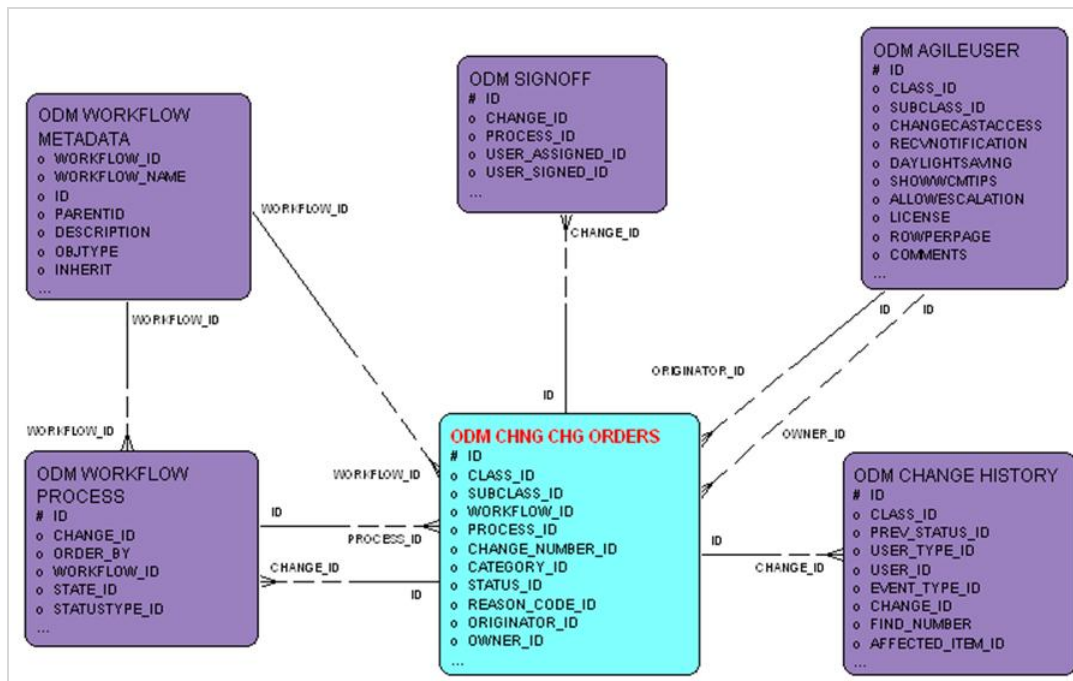 ODM WORKFLOW
METADATA
o WORKFLOW_ID
o WORKFLOW_NAME
o ID
o PARENTID
o DESCRIPTION
o OBJTYPE
o INHERIT
...
ODM SIGNOFF
# ID
o CHANGE_ID
o PROCESS_ID
o USER_ASSIGNED_ID
o USER_SIGNED_ID
...
ODM AGILEUSER
# ID
o CLASS_ID
o SUBCLASS_ID
o CHANGECASTACCESS
o RECVNOTIFICATION
o DAYLIGHTSAVING
o SHOWWCMTIPS
o ALLOWESCALATION
o LICENSE
o ROWPERPAGE
o COMMENTS
...
WORKFLOW_ID
CHANGE_ID
WORKFLOW_ID
ID
ID
ORIGINATOR_ID
ID
OWNER_ID
WORKFLOW_ID
WORKFLOW_ID
ODM WORKFLOW
PROCESS
# ID
o CHANGE_ID
o ORDER_BY
o WORKFLOW_ID
o STATE_ID
o STATUSTYPE_ID
...
ID
PROCESS_ID
CHANGE_ID
ID
ODM CHNG CHG ORDERS
# ID
o CLASS_ID
o SUBCLASS_ID
o WORKFLOW_ID
o PROCESS_ID
o CHANGE_NUMBER_ID
o CATEGORY_ID
o STATUS_ID
o REASON_CODE_ID
o ORIGINATOR_ID
o OWNER_ID
...
ID
CHANGE_ID
ODM CHANGE HISTORY
# ID
o CLASS_ID
o PREV_STATUS_ID
o USER_TYPE_ID
o USER_ID
o EVENT_TYPE_ID
o CHANGE_ID
o FIND_NUMBER
o AFFECTED_ITEM_ID
...